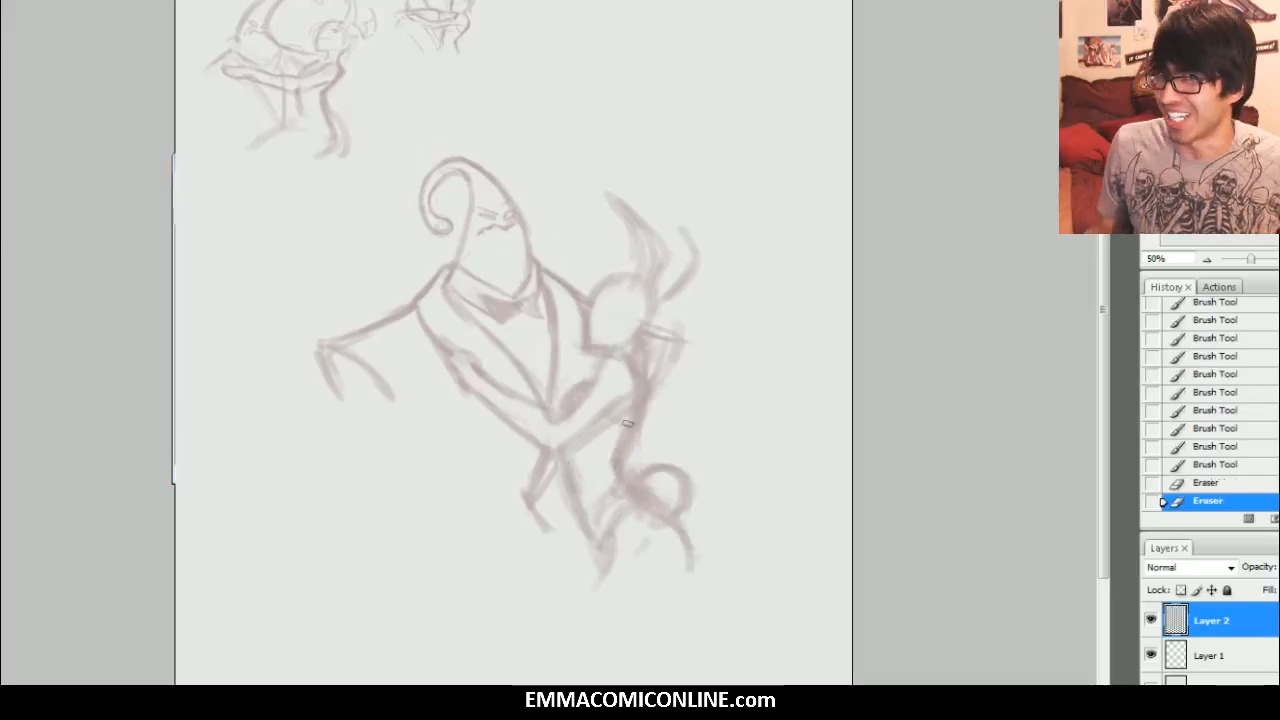 50%
History × Actions
Brush Tool
Brush Tool
Brush Tool
Brush Tool
Brush Tool
Brush Tool
Brush Tool
Brush Tool
Brush Tool
Brush Tool
Eraser
Eraser
Layers ×
Normal Opacity:
Lock: Fill:
Layer 2
Layer 1
EMMACOMICONLINE.com